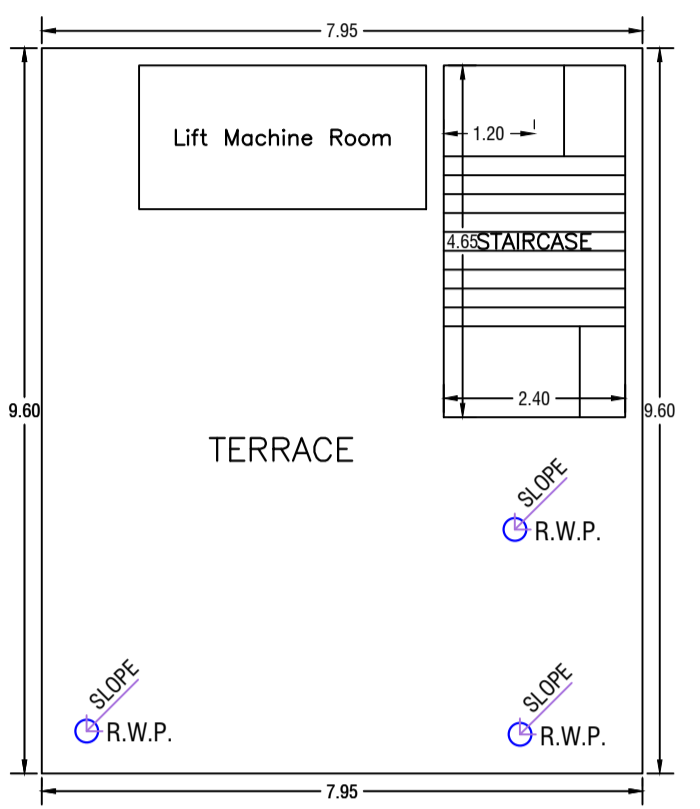 7.95
Lift Machine Room
1.20
4.65
STAIRCASE
2.40
9.60
9.60
TERRACE
SLOPE
R.W.P.
SLOPE
R.W.P.
SLOPE
R.W.P.
7.95